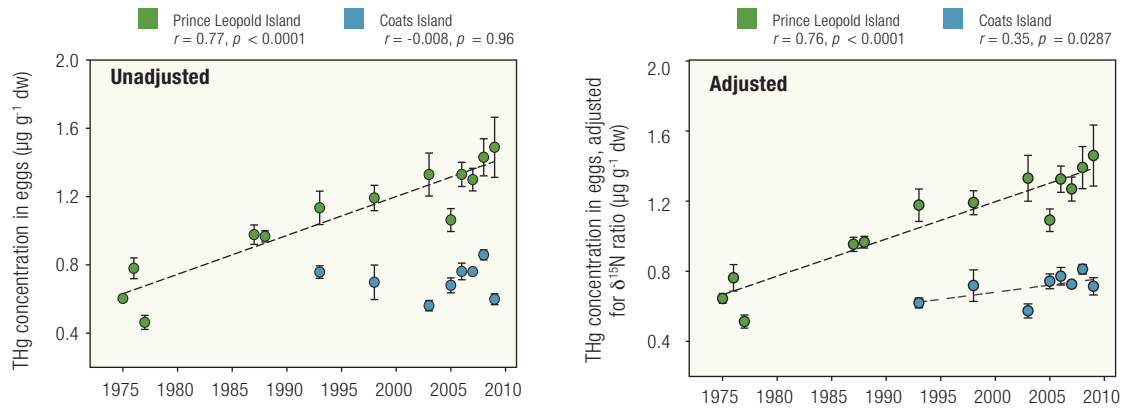 Prince Leopold Island
r = 0.77, p < 0.0001
Coats Island
r = -0.008, p = 0.96
Unadjusted
THg concentration in eggs (µg g⁻¹ dw)
2.0
1.6
1.2
0.8
0.4
1975 1980 1985 1990 1995 2000 2005 2010
Prince Leopold Island
r = 0.76, p < 0.0001
Coats Island
r = 0.35, p = 0.0287
Adjusted
THg concentration in eggs, adjusted
for δ¹⁵N ratio (µg g⁻¹ dw)
2.0
1.6
1.2
0.8
0.4
1975 1980 1985 1990 1995 2000 2005 2010